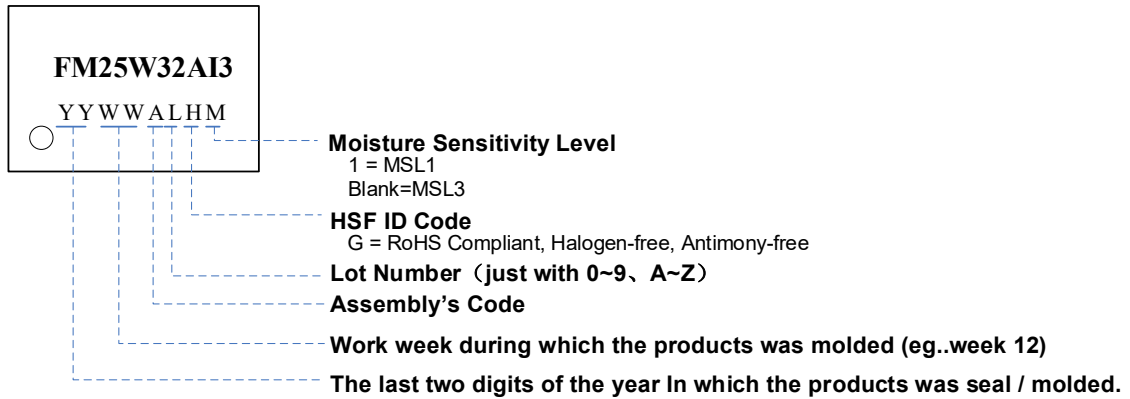 FM25W32AI3
YYWWALHM
Moisture Sensitivity Level
1 = MSL1
Blank=MSL3
HSF ID Code
G = RoHS Compliant, Halogen-free, Antimony-free
Lot Number（just with 0~9、A~Z）
Assembly’s Code
Work week during which the products was molded (eg..week 12)
The last two digits of the year In which the products was seal / molded.